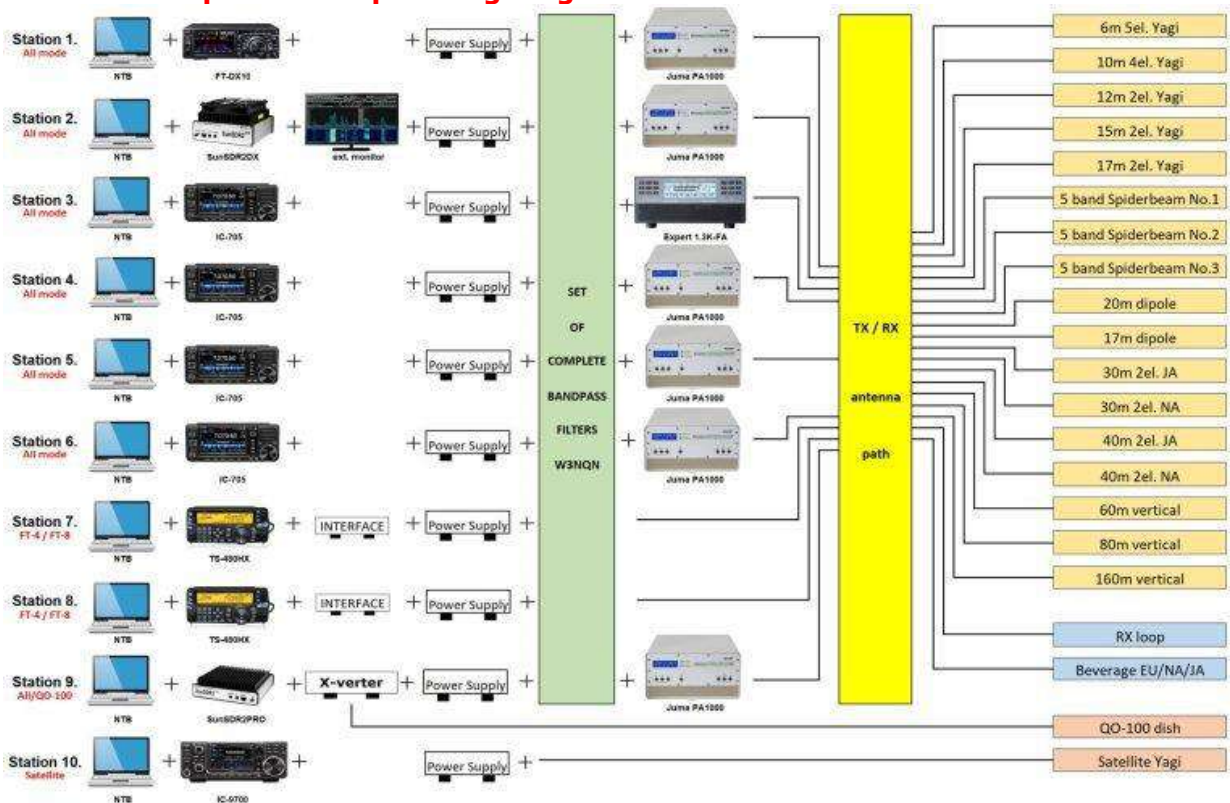 Station 1.
All mode
NTB
+
FT-DX10
+
+
Power Supply
+
+
Juma PA1000
6m 5el. Yagi
10m 4el. Yagi
Station 2.
All mode
NTB
+
SunSDR2DX
+
ext. monitor
+
Power Supply
+
+
Juma PA1000
12m 2el. Yagi
15m 2el. Yagi
17m 2el. Yagi
Station 3.
All mode
NTB
+
IC-705
+
+
Power Supply
+
+
Expert 1.3K-FA
5 band Spiderbeam No.1
5 band Spiderbeam No.2
Station 4.
All mode
NTB
+
IC-705
+
+
Power Supply
+
+
Juma PA1000
5 band Spiderbeam No.3
20m dipole
SET
OF
COMPLETE
BANDPASS
FILTERS
W3NQN
TX / RX
antenna
path
Station 5.
All mode
NTB
+
IC-705
+
+
Power Supply
+
+
Juma PA1000
17m dipole
30m 2el. JA
30m 2el. NA
Station 6.
All mode
NTB
+
IC-705
+
+
Power Supply
+
+
Juma PA1000
40m 2el. JA
40m 2el. NA
Station 7.
FT-4 / FT-8
NTB
+
TS-480HX
+
INTERFACE
+
Power Supply
+
60m vertical
80m vertical
Station 8.
FT-4 / FT-8
NTB
+
TS-480HX
+
INTERFACE
+
Power Supply
+
160m vertical
RX loop
Station 9.
All/QO-100
NTB
+
SunSDR2PRO
+
X-verter
+
Power Supply
+
+
Juma PA1000
Beverage EU/NA/JA
QO-100 dish
Station 10.
Satellite
NTB
+
IC-9700
+
Power Supply
+
Satellite Yagi